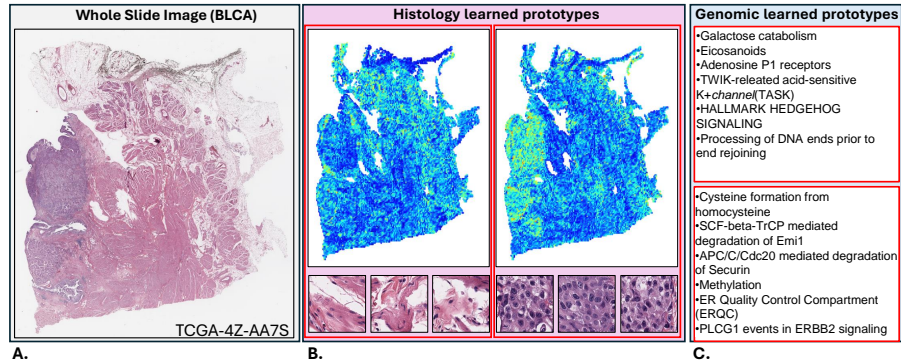 Whole Slide Image (BLCA)
TCGA-4Z-AA7S
A.
Histology learned prototypes
B.
Genomic learned prototypes
•Galactose catabolism
•Eicosanoids
•Adenosine P1 receptors
•TWIK-releated acid-sensitive
K+channel(TASK)
•HALLMARK HEDGEHOG
SIGNALING
•Processing of DNA ends prior to
end rejoining
•Cysteine formation from
homocysteine
•SCF-beta-TrCP mediated
degradation of Emi1
•APC/C/Cdc20 mediated degradation
of Securin
•Methylation
•ER Quality Control Compartment
(ERQC)
•PLCG1 events in ERBB2 signaling
C.